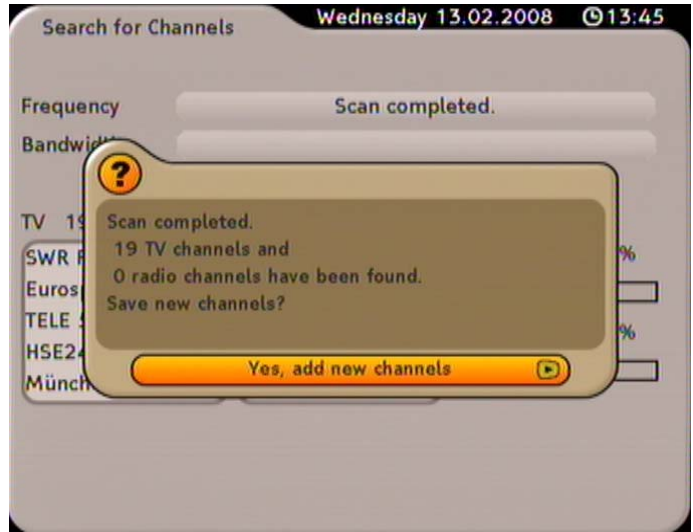 Search for Channels
Wednesday 13.02.2008 13:45
Frequency
Scan completed.
TV
Scan completed.
19 TV channels and
0 radio channels have been found.
Save new channels?
SWR
TELE
HSE24
%
%
Yes, add new channels